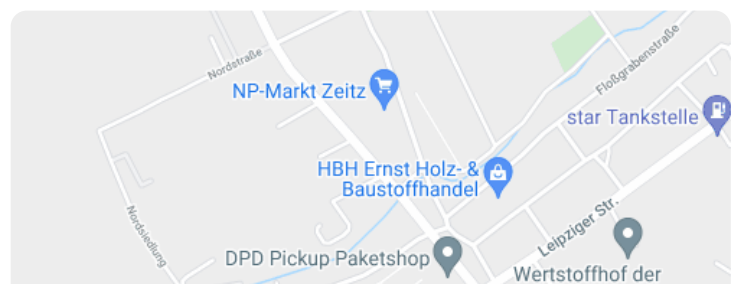 Nordstraße
Floßgrabenstraße
NP-Markt Zeitz
star Tankstelle
HBH Ernst Holz- &
Baustoffhandel
Nordsiedlung
Leipziger Str.
DPD Pickup Paketshop
Wertstoffhof der